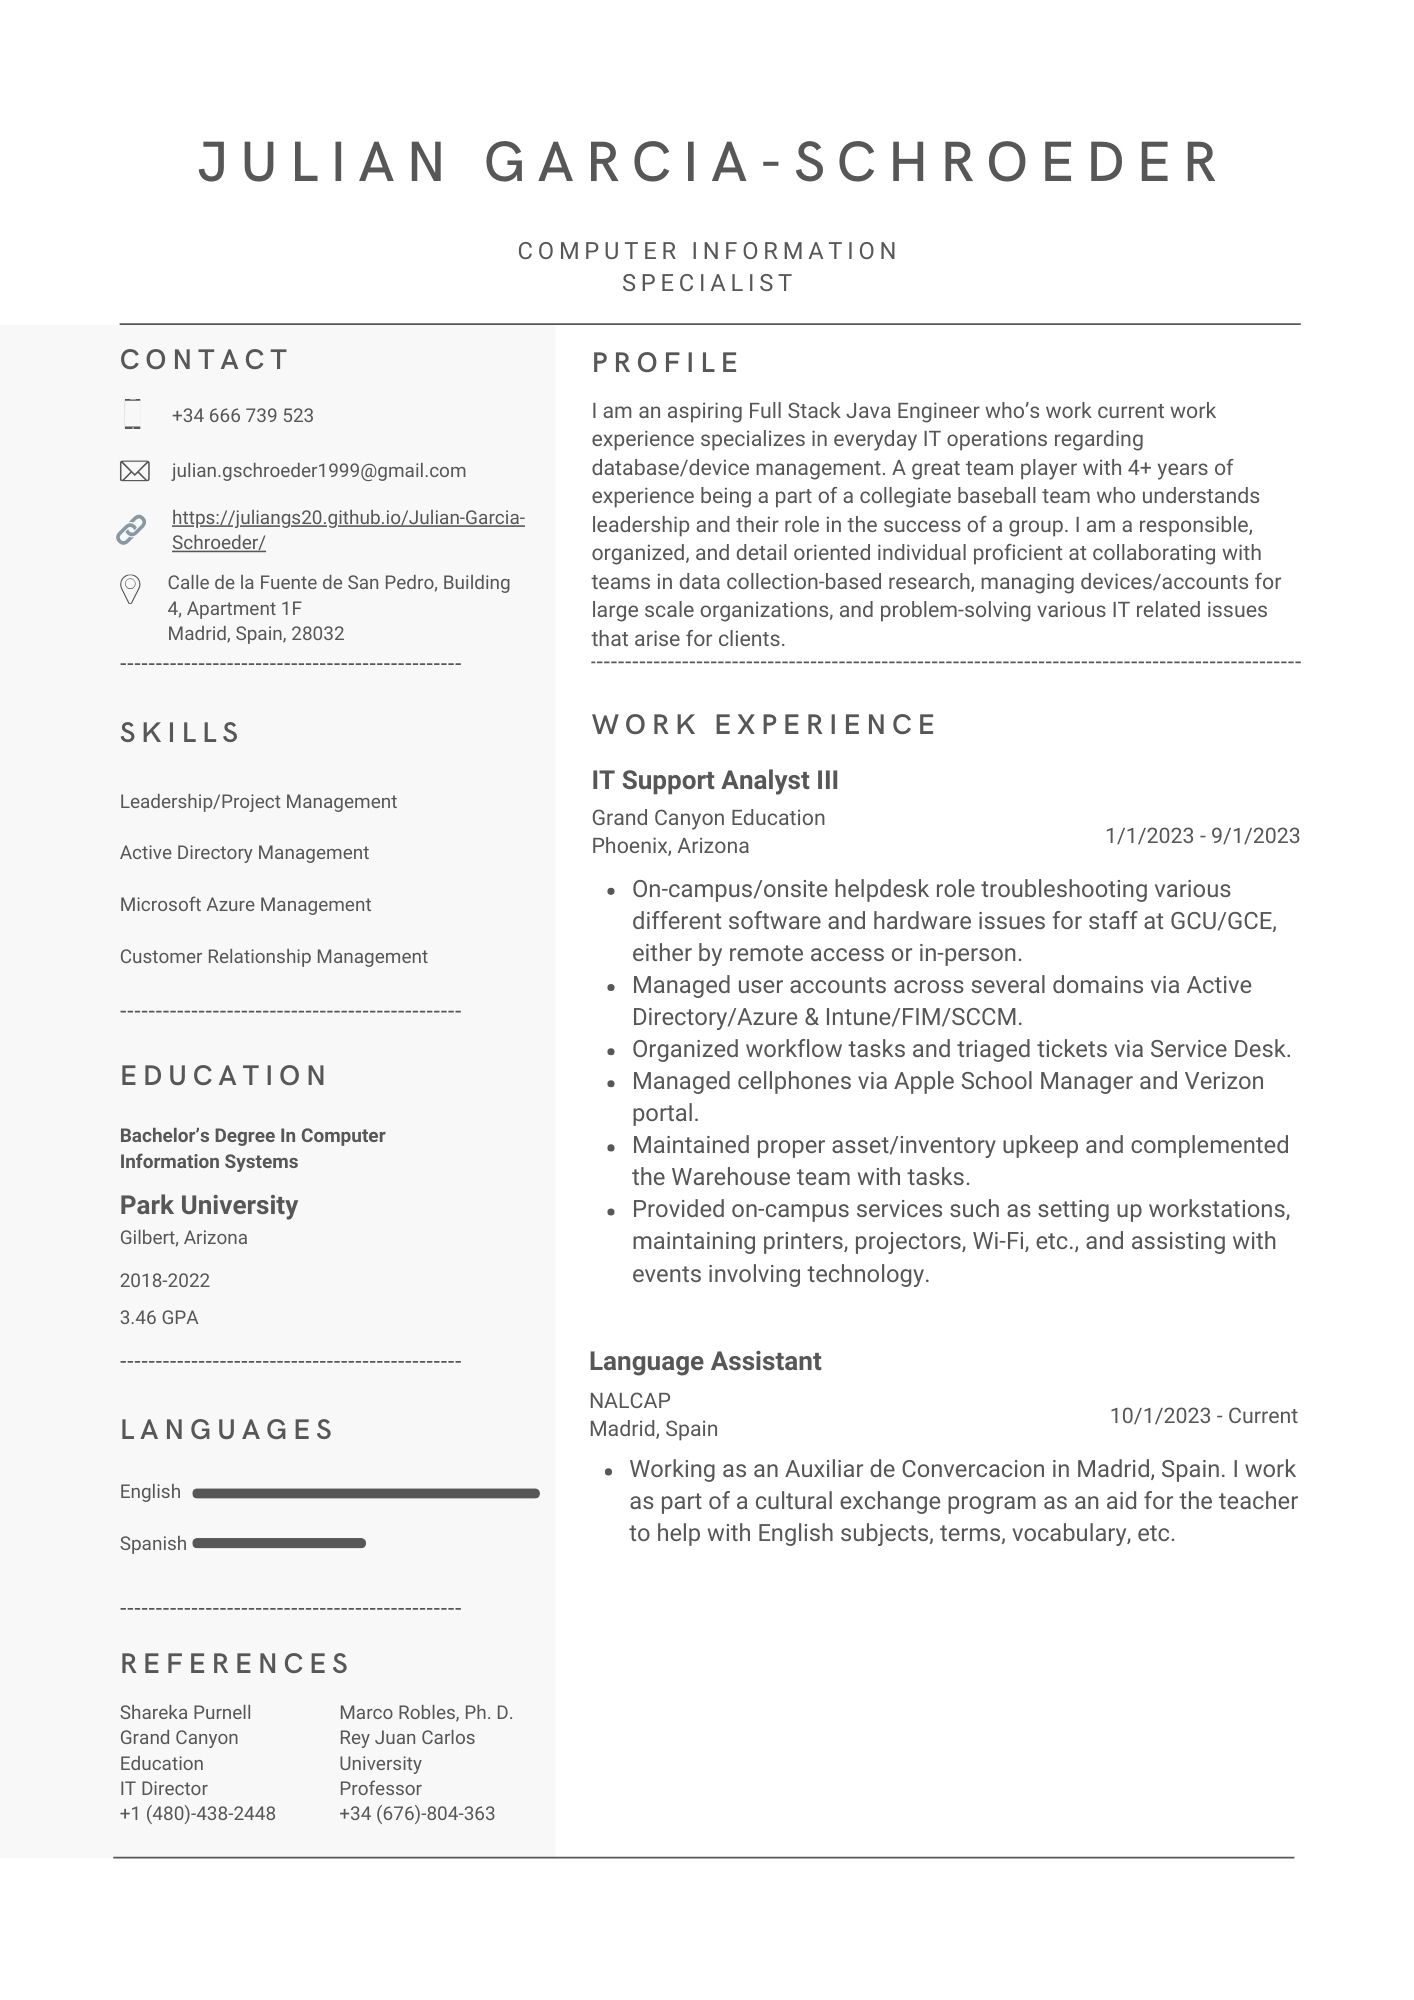 JULIAN GARCIA-SCHROEDER
COMPUTER INFORMATION
SPECIALIST
CONTACT
+34 666 739 523
julian.gschroeder1999@gmail.com
https://juliangs20.github.io/Julian-Garcia-
Schroeder/
Calle de la Fuente de San Pedro, Building
4, Apartment 1F
Madrid, Spain, 28032
SKILLS
Leadership/Project Management
Active Directory Management
Microsoft Azure Management
Customer Relationship Management
EDUCATION
Bachelor’s Degree In Computer
Information Systems
Park University
Gilbert, Arizona
2018-2022
3.46 GPA
LANGUAGES
English
Spanish
REFERENCES
Shareka Purnell
Grand Canyon
Education
IT Director
+1 (480)-438-2448
Marco Robles, Ph. D.
Rey Juan Carlos
University
Professor
+34 (676)-804-363
PROFILE
I am an aspiring Full Stack Java Engineer who’s work current work
experience specializes in everyday IT operations regarding
database/device management. A great team player with 4+ years of
experience being a part of a collegiate baseball team who understands
leadership and their role in the success of a group. I am a responsible,
organized, and detail oriented individual proficient at collaborating with
teams in data collection-based research, managing devices/accounts for
large scale organizations, and problem-solving various IT related issues
that arise for clients.
WORK EXPERIENCE
IT Support Analyst III
Grand Canyon Education
Phoenix, Arizona
1/1/2023 - 9/1/2023
• On-campus/onsite helpdesk role troubleshooting various
different software and hardware issues for staff at GCU/GCE,
either by remote access or in-person.
• Managed user accounts across several domains via Active
Directory/Azure & Intune/FIM/SCCM.
• Organized workflow tasks and triaged tickets via Service Desk.
• Managed cellphones via Apple School Manager and Verizon
portal.
• Maintained proper asset/inventory upkeep and complemented
the Warehouse team with tasks.
• Provided on-campus services such as setting up workstations,
maintaining printers, projectors, Wi-Fi, etc., and assisting with
events involving technology.
Language Assistant
NALCAP
Madrid, Spain
10/1/2023 - Current
• Working as an Auxiliar de Convercacion in Madrid, Spain. I work
as part of a cultural exchange program as an aid for the teacher
to help with English subjects, terms, vocabulary, etc.